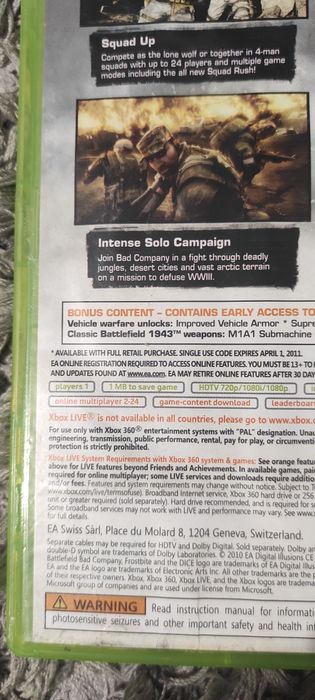 Squad Up
Compete as the lone wolf or together in 4-man
squads with up to 24 players and multiple game
modes including the all new Squad Rush!
Intense Solo Campaign
Join Bad Company in a fight through deadly
jungles, desert cities and vast arctic terrain
on a mission to defuse WWIII.
BONUS CONTENT – CONTAINS EARLY ACCESS TO
Vehicle warfare unlocks: Improved Vehicle Armor * Supre
Classic Battlefield 1943™ weapons: M1A1 Submachine
*AVAILABLE WITH FULL RETAIL PURCHASE. SINGLE USE CODE EXPIRES APRIL 1, 2011.
EA ONLINE REGISTRATION REQUIRED TO ACCESS ONLINE FEATURES. YOU MUST BE 13+ TO
AND UPDATES FOUND AT www.ea.com. EA MAY RETIRE ONLINE FEATURES AFTER 30 DAY
players 1
1 MB to save game
HDTV 720p/1080i/1080p
online multiplayer 2-24
game-content download
leaderboar
Xbox LIVE® is not available in all countries, please go to www.xbox.
For use only with Xbox 360® entertainment systems with "PAL" designation. Unau
engineering, transmission, public performance, rental, pay for play, or circumventi
protection is strictly prohibited.
Xbox LIVE System Requirements with Xbox 360 system & games: See orange featur
above for LIVE features beyond Friends and Achievements. In available games, pai
required for online multiplayer; some LIVE services and downloads require additio
and/or fees. Features and system requirements may change without notice. Subject to
www.xbox.com/live/termsofuse). Broadband Internet service, Xbox 360 hard drive or 256
unit or greater required (sold separately). Hard drive recommended, and is required for
Some broadband services may not work with LIVE and performance may vary. See www.
for full details.
EA Swiss Sàrl, Place du Molard 8, 1204 Geneva, Switzerland.
Separate cables may be required for HDTV and Dolby Digital. Sold separately. Dolby an
double-D symbol are trademarks of Dolby Laboratories. © 2010 EA Digital Illusions CE
Battlefield Bad Company, Frostbite and the DICE logo are trademarks of EA Digital Illus
EA and the EA logo are trademarks of Electronic Arts Inc. All other trademarks are the p
of their respective owners. Xbox, Xbox 360, Xbox LIVE, and the Xbox logos are tradema
Microsoft group of companies and are used under license from Microsoft.
WARNING Read instruction manual for informati
photosensitive seizures and other important safety and health inf